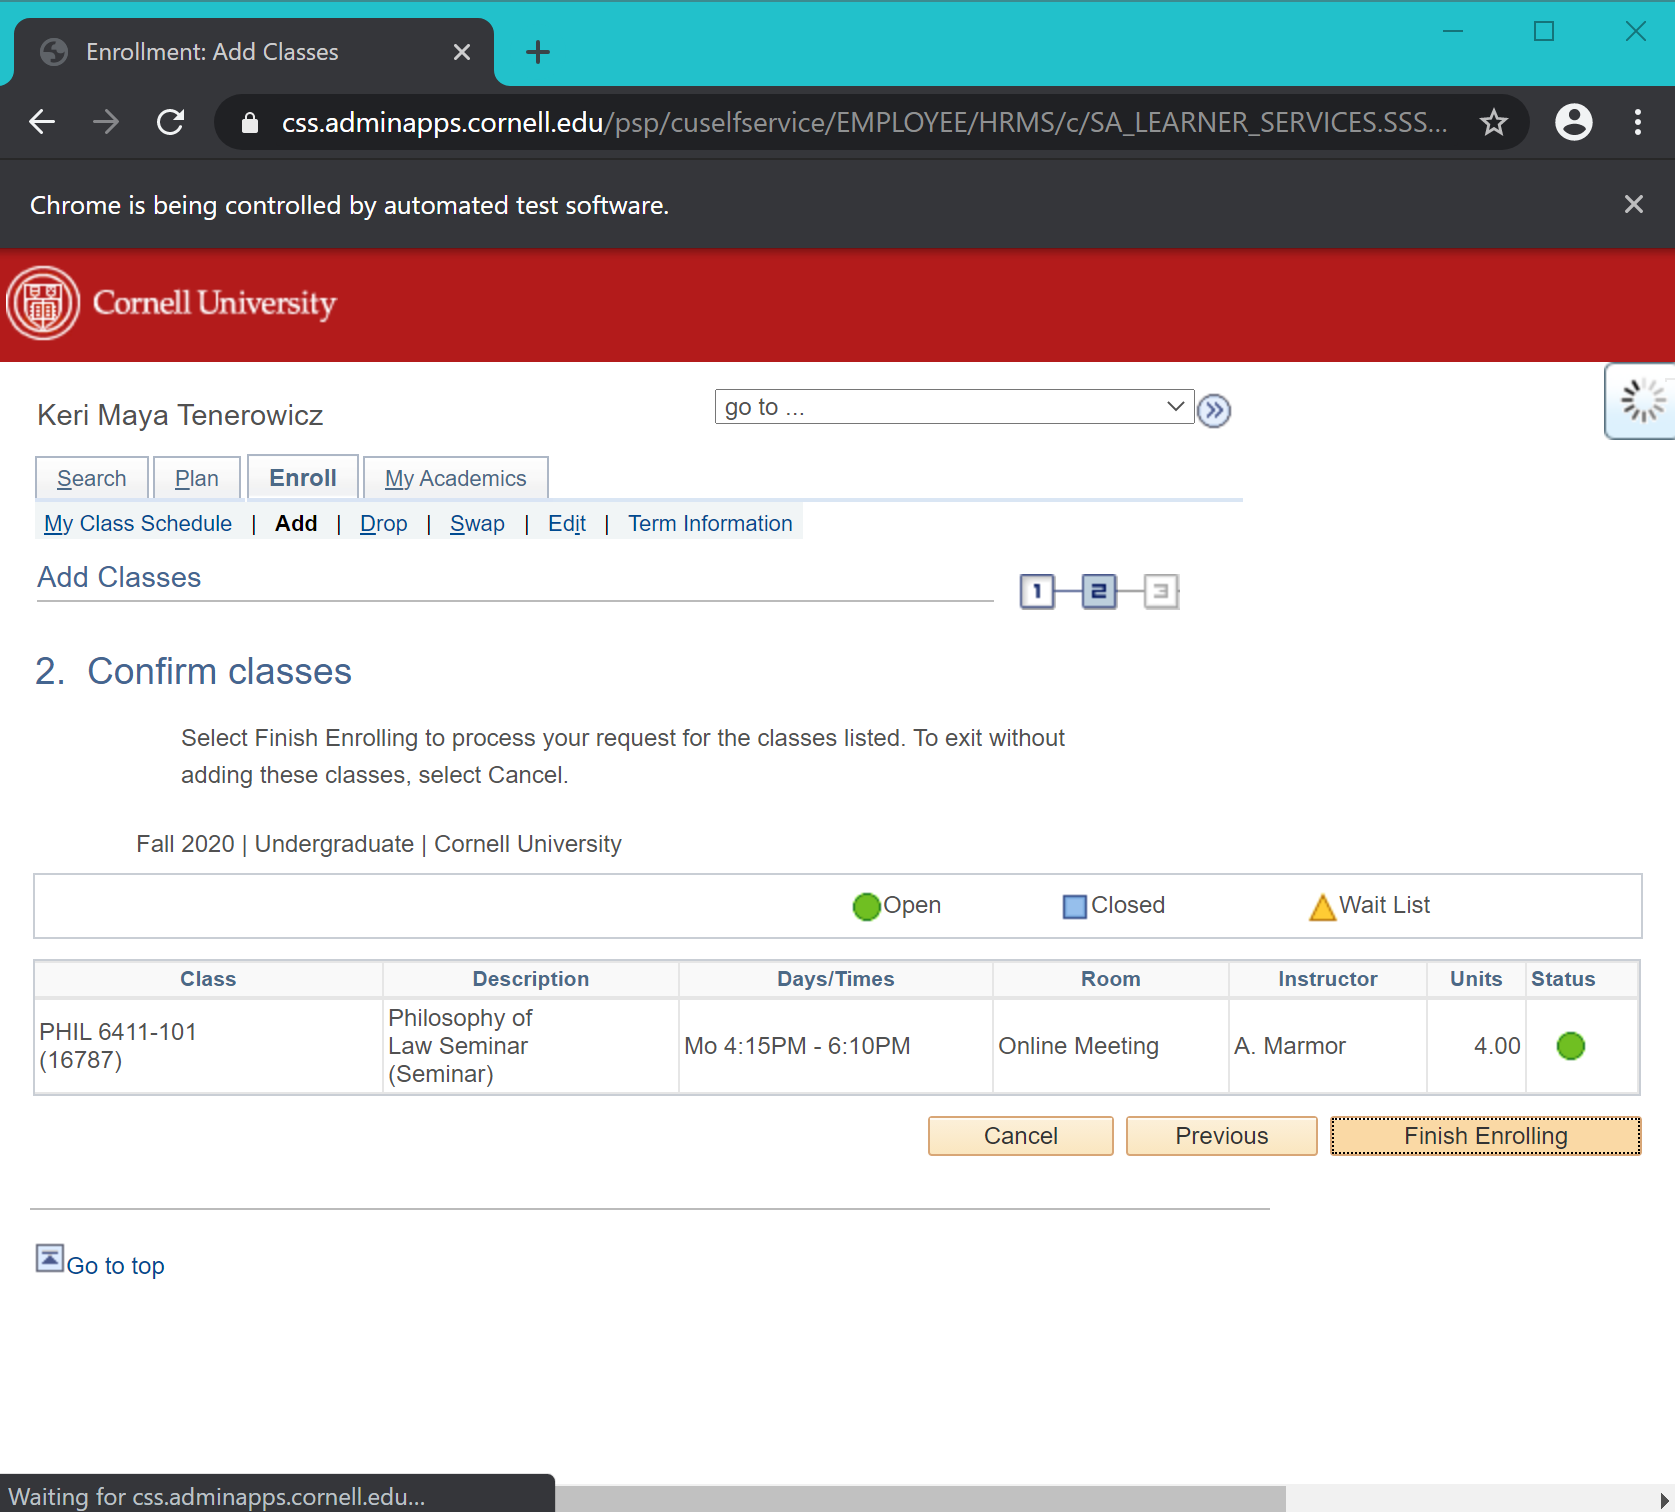 Enrollment: Add Classes
css.adminapps.cornell.edu/psp/cuselfservice/EMPLOYEE/HRMS/c/SA_LEARNER_SERVICES.SSS...
Chrome is being controlled by automated test software.
Cornell University
Keri Maya Tenerowicz
go to ...
Search Plan Enroll My Academics
My Class Schedule | Add | Drop | Swap | Edit | Term Information
Add Classes
1 2 3
2. Confirm classes
Select Finish Enrolling to process your request for the classes listed. To exit without
adding these classes, select Cancel.
Fall 2020 | Undergraduate | Cornell University
Open Closed Wait List
Class Description Days/Times Room Instructor Units Status
PHIL 6411-101
(16787)
Philosophy of
Law Seminar
(Seminar)
Mo 4:15PM - 6:10PM
Online Meeting
A. Marmor
4.00
Cancel Previous Finish Enrolling
Go to top
Waiting for css.adminapps.cornell.edu...